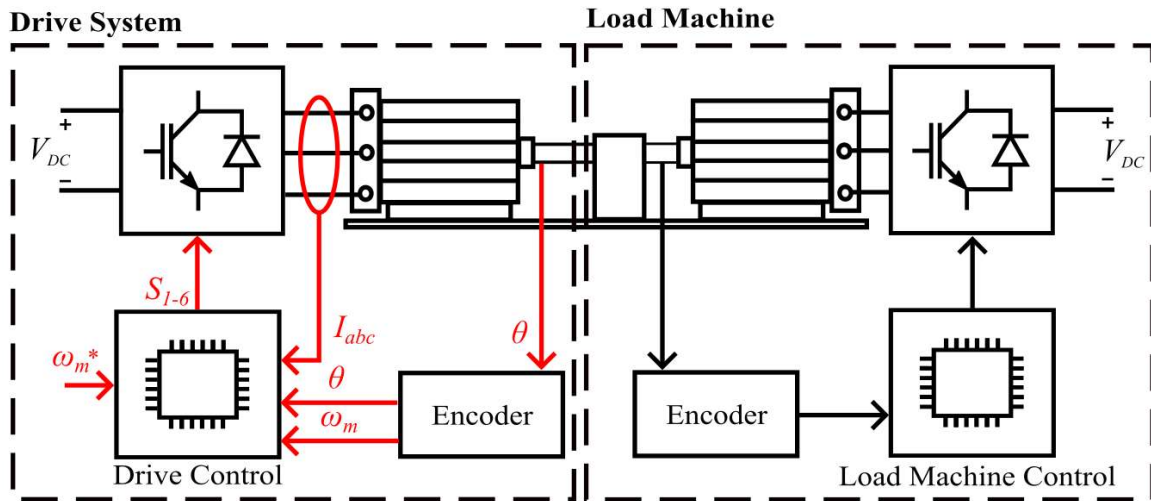 Drive System
Load Machine
+
V_DC
−
+
V_DC
−
S_1-6
I_abc
θ
ω_m*
θ
ω_m
Encoder
Encoder
Drive Control
Load Machine Control